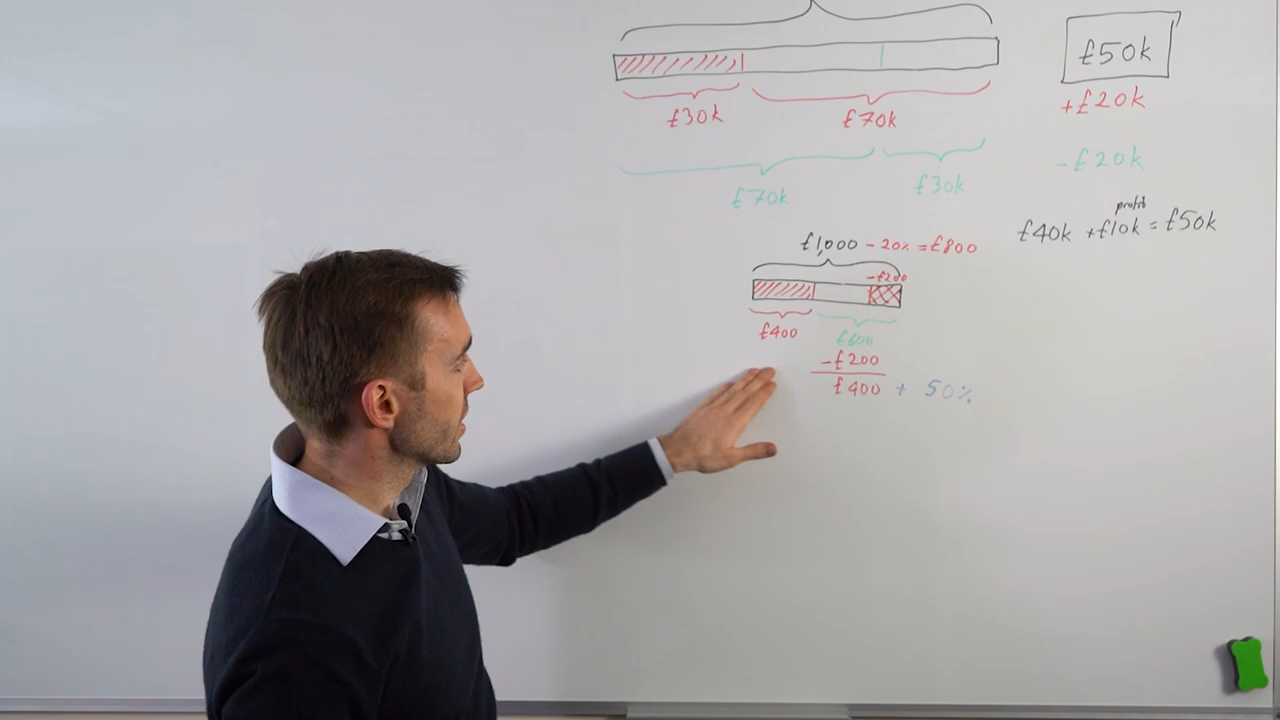 £50k
+£20k
£30k
£70k
-£20k
£70k
£30k
profit
£40k +£10k = £50k
£1,000 - 20% = £800
-£200
£400
£600
-£200
£400 + 50%